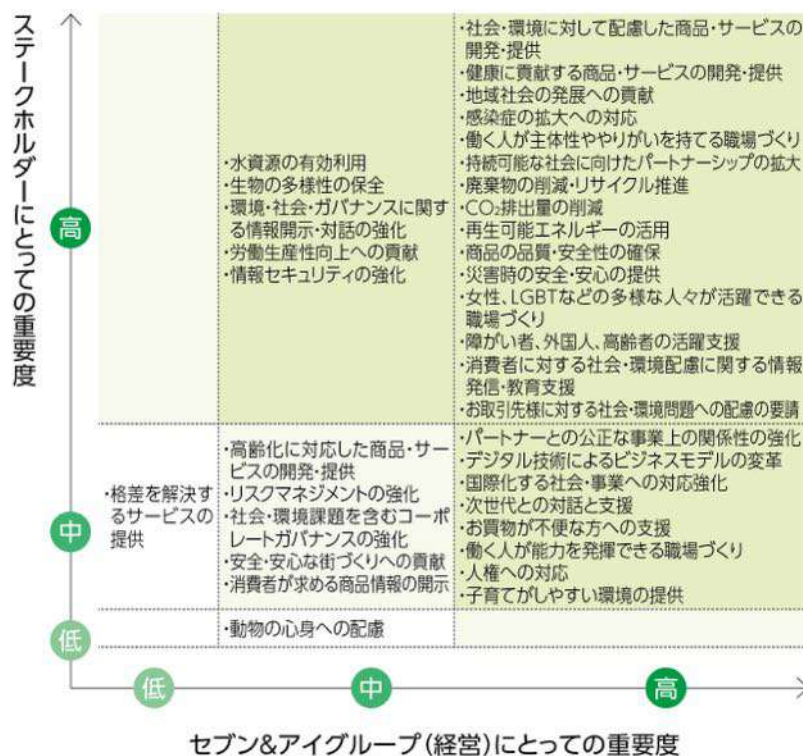 ステークホルダーにとっての重要度
高
・水資源の有効利用
・生物の多様性の保全
・環境・社会・ガバナンスに関す
る情報開示・対話の強化
・労働生産性向上への貢献
・情報セキュリティの強化
・社会・環境に対して配慮した商品・サービスの
開発・提供
・健康に貢献する商品・サービスの開発・提供
・地域社会の発展への貢献
・感染症の拡大への対応
・働く人が主体性ややりがいを持てる職場づくり
・持続可能な社会に向けたパートナーシップの拡大
・廃棄物の削減・リサイクル推進
・CO₂排出量の削減
・再生可能エネルギーの活用
・商品の品質・安全性の確保
・災害時の安全・安心の提供
・女性、LGBTなどの多様な人々が活躍できる
職場づくり
・障がい者、外国人、高齢者の活躍支援
・消費者に対する社会・環境配慮に関する情報
発信・教育支援
・お取引先様に対する社会・環境問題への配慮の要請
中
・格差を解決す
るサービスの
提供
・高齢化に対応した商品・サー
ビスの開発・提供
・リスクマネジメントの強化
・社会・環境課題を含むコーポ
レートガバナンスの強化
・安全・安心な街づくりへの貢献
・消費者が求める商品情報の開示
・パートナーとの公正な事業上の関係性の強化
・デジタル技術によるビジネスモデルの変革
・国際化する社会・事業への対応強化
・次世代との対話と支援
・お買物が不便な方への支援
・働く人が能力を発揮できる職場づくり
・人権への対応
・子育てがしやすい環境の提供
低
・動物の心身への配慮
低
中
高
セブン&アイグループ(経営)にとっての重要度